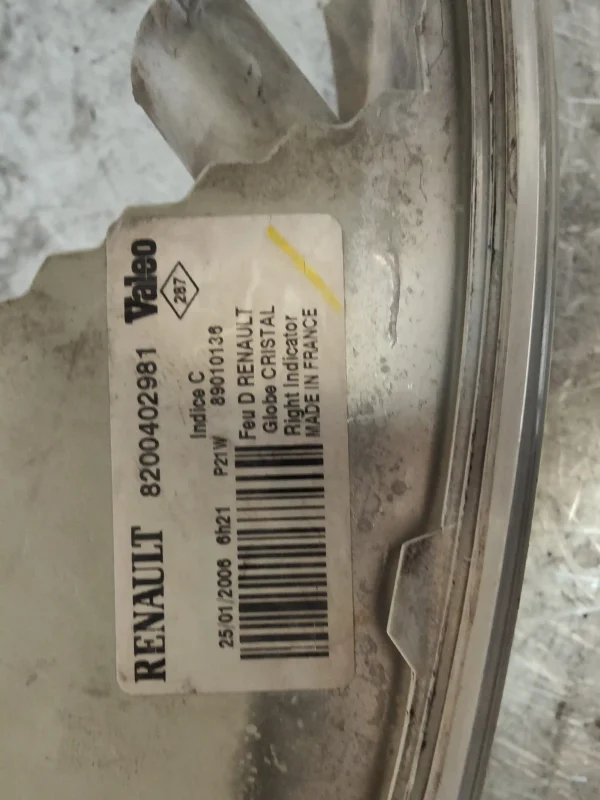 RENAULT 8200402981 Valeo
287
Indice C
25/01/2006 6h21 P21W 89010136
Feu D RENAULT
Globe CRISTAL
Right Indicator
MADE IN FRANCE